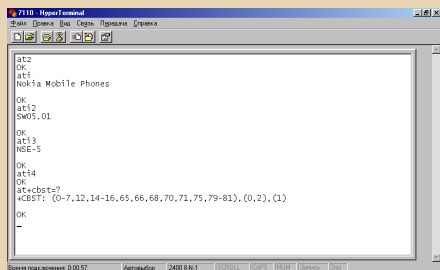 7110 - HyperTerminal
Файл Правка Вид Связь Передача Справка
atz
OK
ati
Nokia Mobile Phones
OK
ati2
SW05.01
OK
ati3
NSE-5
OK
ati4
OK
at+cbst=?
+CBST: (0-7,12,14-16,65,66,68,70,71,75,79-81),(0,2),(1)
OK
Время подключения: 0:00:57 Автовыбор 2400 8-N-1 SCROLL CAPS NUM Запись Эхо